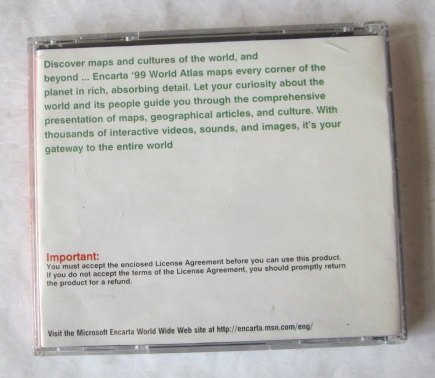 Discover maps and cultures of the world, and
beyond ... Encarta '99 World Atlas maps every corner of the
planet in rich, absorbing detail. Let your curiosity about the
world and its people guide you through the comprehensive
presentation of maps, geographical articles, and culture. With
thousands of interactive videos, sounds, and images, it's your
gateway to the entire world
Important:
You must accept the enclosed License Agreement before you can use this product.
If you do not accept the terms of the License Agreement, you should promptly return
the product for a refund.
Visit the Microsoft Encarta World Wide Web site at http://encarta.msn.com/eng/